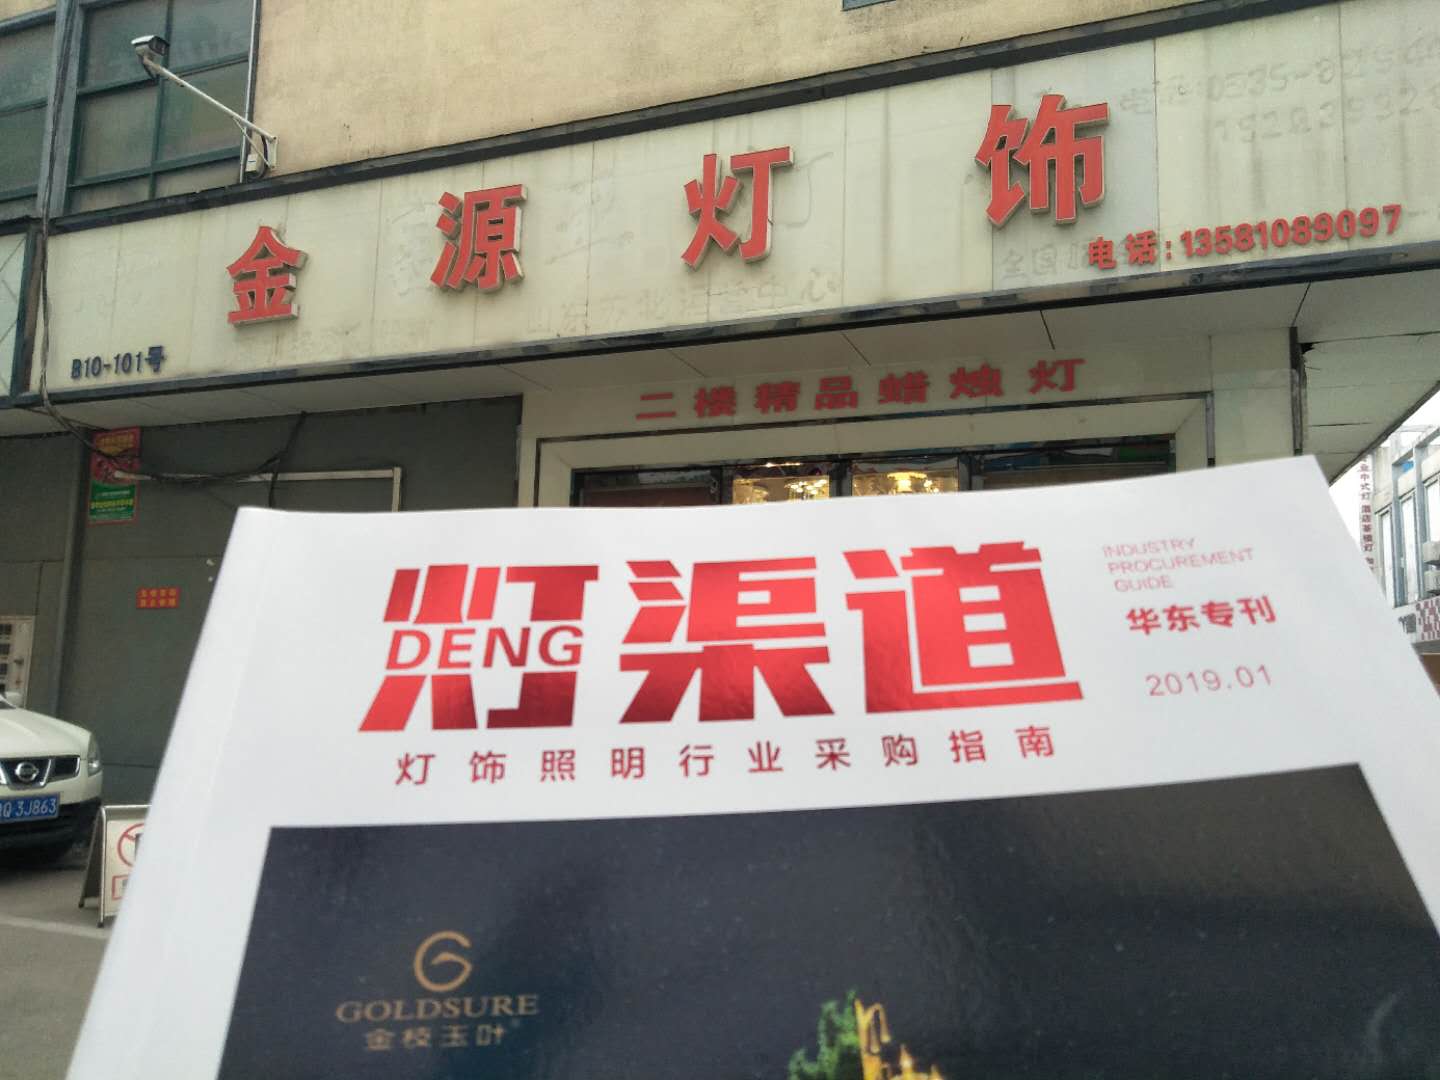 金源灯饰
电话:13581089097
B10-101号
二楼精品蜡烛灯
灯渠道
DENG
INDUSTRY
PROCUREMENT
GUIDE
华东专刊
2019.01
灯饰照明行业采购指南
Q 3J863
GOLDSURE
金枝玉叶